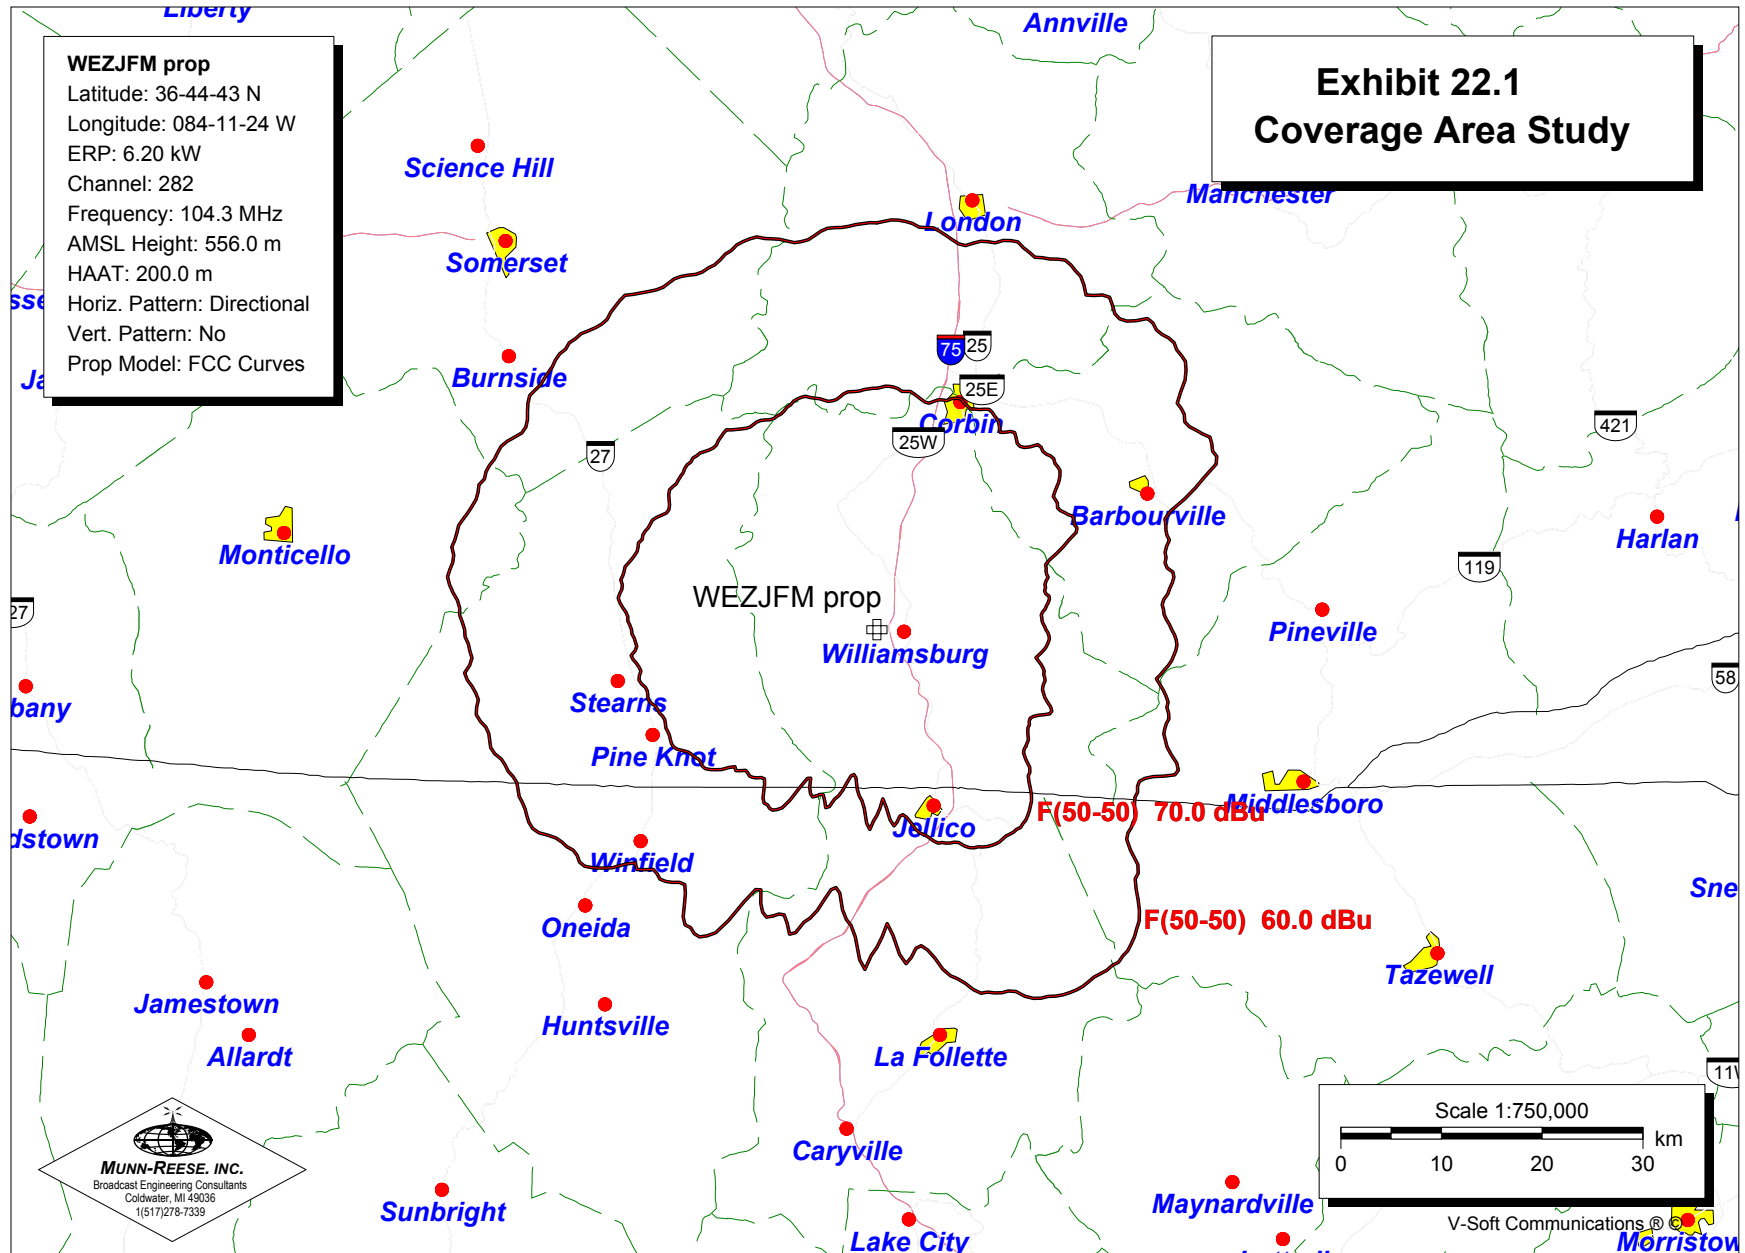 Liberty
Annville
WEZJFM prop
Latitude: 36-44-43 N
Longitude: 084-11-24 W
ERP: 6.20 kW
Channel: 282
Frequency: 104.3 MHz
AMSL Height: 556.0 m
HAAT: 200.0 m
Horiz. Pattern: Directional
Vert. Pattern: No
Prop Model: FCC Curves
Exhibit 22.1
Coverage Area Study
Science Hill
Manchester
London
Somerset
75
25
Burnside
25E
Corbin
25W
421
27
Barbourville
Harlan
Monticello
119
WEZJFM prop
27
Pineville
Williamsburg
58
Stearns
bany
Pine Knot
Middlesboro
F(50-50) 70.0 dBu
Jellico
dstown
Winfield
Sne
F(50-50) 60.0 dBu
Oneida
Tazewell
Jamestown
Huntsville
Allardt
La Follette
Scale 1:750,000
km
0 10 20 30
Caryville
MUNN-REESE. INC.
Broadcast Engineering Consultants
Coldwater, MI 49036
1(517)278-7339
Sunbright
Maynardville
V-Soft Communications ® ©
Lake City
Morristow